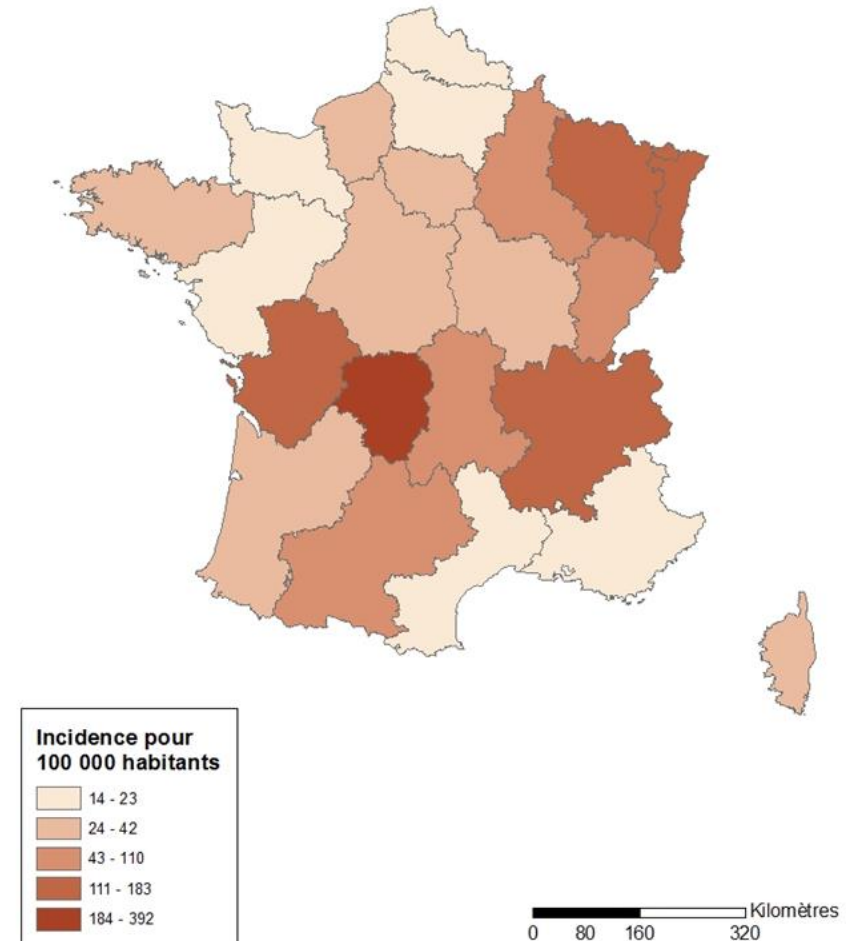 Incidence pour
100 000 habitants
14 - 23
24 - 42
43 - 110
111 - 183
184 - 392
Kilomètres
0 80 160 320